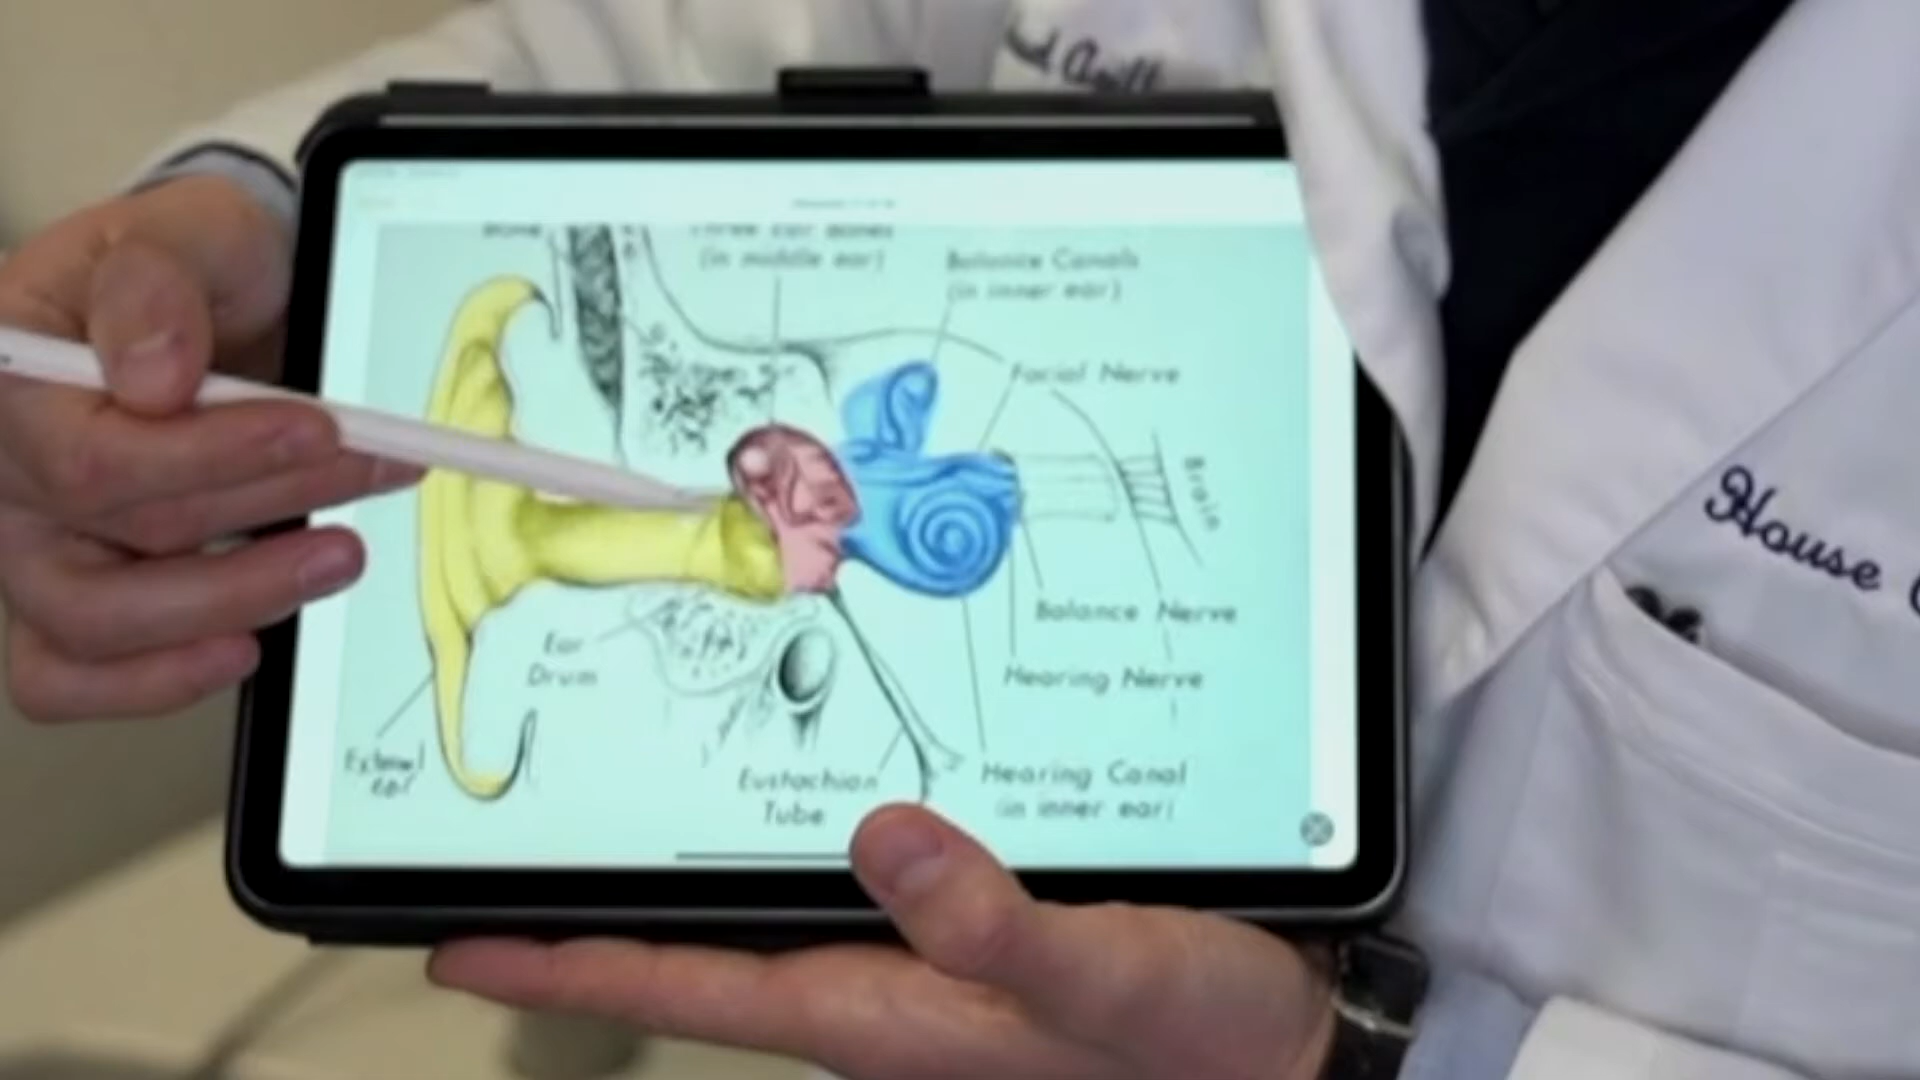 Bone
Three ear bones
(in middle ear)
Balance Canals
(in inner ear)
Facial Nerve
Brain
Balance Nerve
Ear
Drum
Hearing Nerve
External
ear
Eustachian
Tube
Hearing Canal
(in inner ear)
House